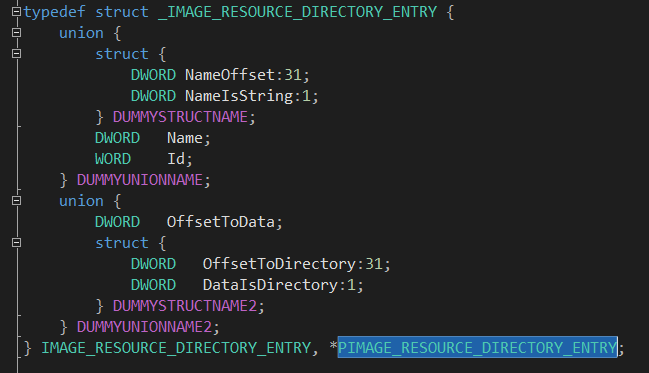 typedef struct _IMAGE_RESOURCE_DIRECTORY_ENTRY {
    union {
        struct {
            DWORD NameOffset:31;
            DWORD NameIsString:1;
        } DUMMYSTRUCTNAME;
        DWORD   Name;
        WORD    Id;
    } DUMMYUNIONNAME;
    union {
        DWORD   OffsetToData;
        struct {
            DWORD   OffsetToDirectory:31;
            DWORD   DataIsDirectory:1;
        } DUMMYSTRUCTNAME2;
    } DUMMYUNIONNAME2;
} IMAGE_RESOURCE_DIRECTORY_ENTRY, *PIMAGE_RESOURCE_DIRECTORY_ENTRY;